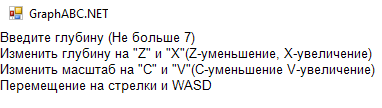 GraphABC.NET
Введите глубину (Не больше 7)
Изменить глубину на "Z" и "X"(Z-уменьшение, X-увеличение)
Изменить масштаб на "C" и "V"(C-уменьшение V-увеличение)
Перемещение на стрелки и WASD